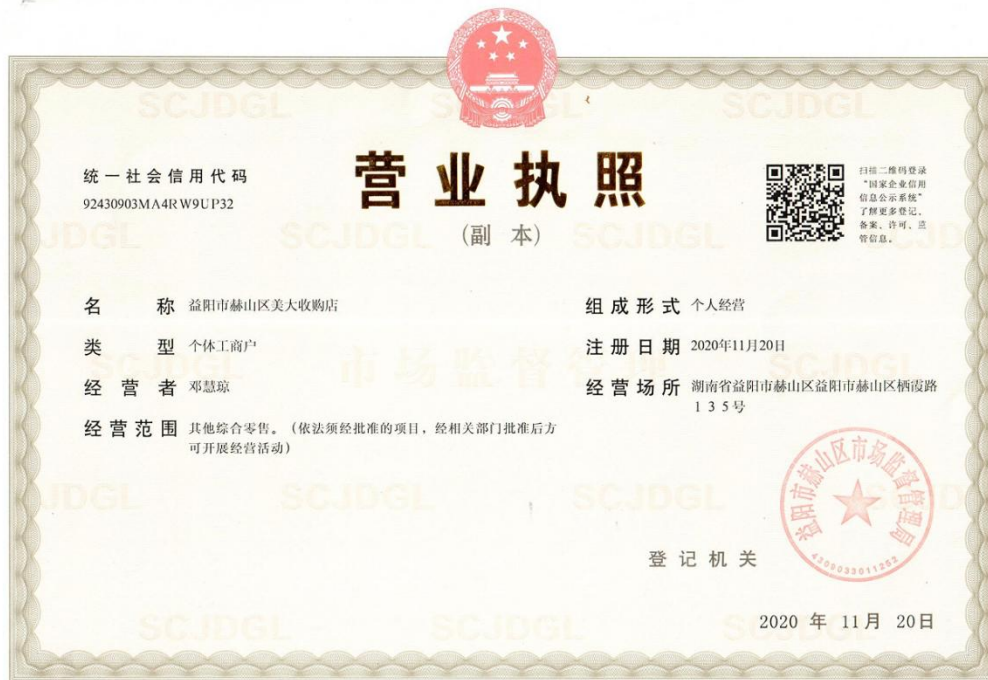 统一社会信用代码
92430903MA4RW9UP32
营业执照
(副 本)
扫描二维码登录
“国家企业信用
信息公示系统”
了解更多登记、
备案、许可、监
管信息。
名 称 益阳市赫山区美大收购店
类 型 个体工商户
经 营 者 邓慧琼
经 营 范 围 其他综合零售。（依法须经批准的项目，经相关部门批准后方
可开展经营活动）
组 成 形 式 个人经营
注 册 日 期 2020年11月20日
经 营 场 所 湖南省益阳市赫山区益阳市赫山区栖霞路
１３５号
益阳市赫山区市场监督管理局
4309033011252
登 记 机 关
2020 年 11月 20日
SCJDGL
市场监督管理